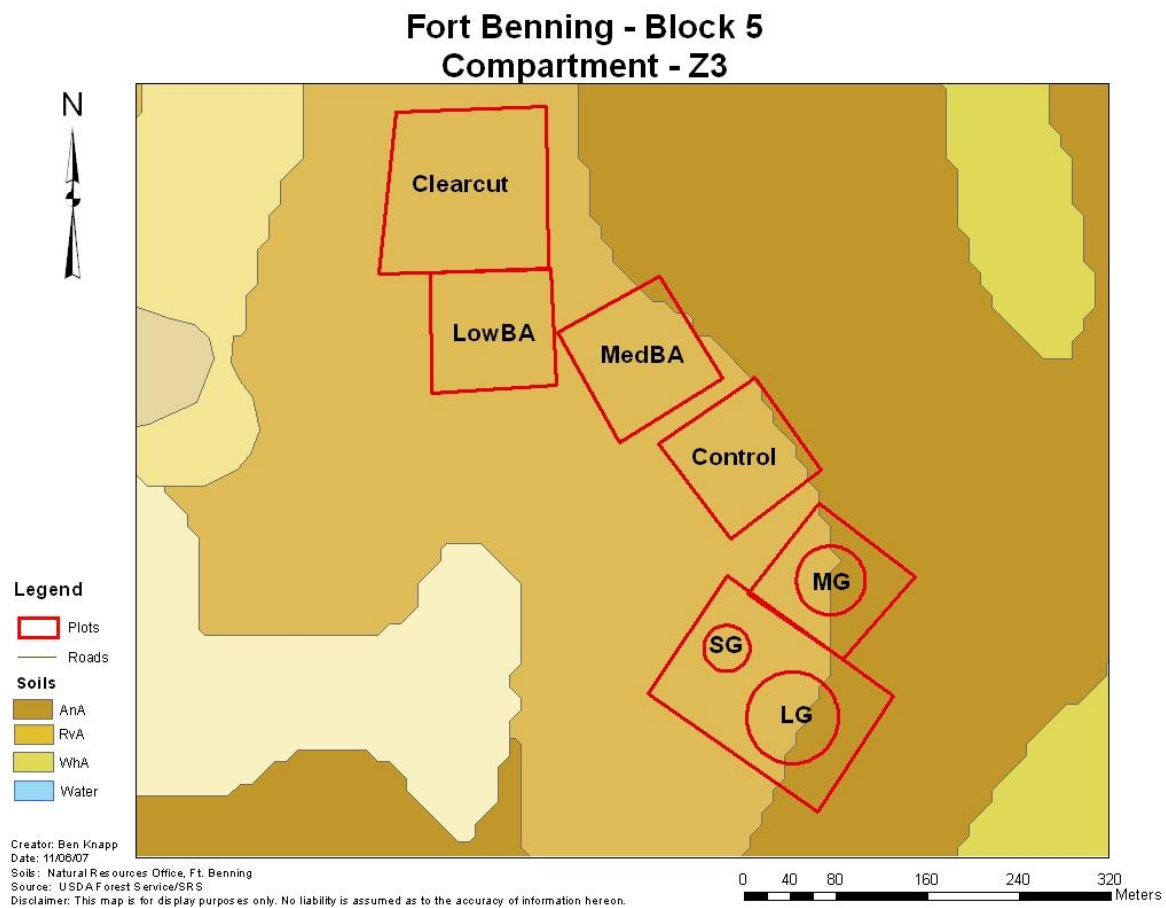 Fort Benning - Block 5
Compartment - Z3
N
Clearcut
LowBA
MedBA
Control
MG
SG
LG
Legend
Plots
Roads
Soils
AnA
RvA
WhA
Water
Creator: Ben Knapp
Date: 11/06/07
Soils: Natural Resources Office, Ft. Benning
Source: USDA Forest Service/SRS
Disclaimer: This map is for display purposes only. No liability is assumed as to the accuracy of information hereon.
0 40 80 160 240 320
Meters